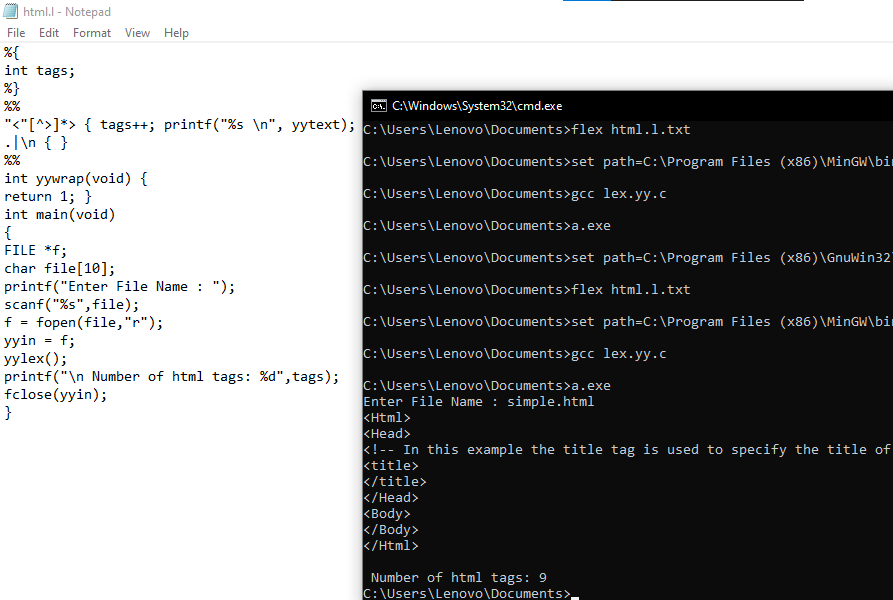 html.l - Notepad
File Edit Format View Help
%{
int tags;
%}
%%
"<"[^>]*> { tags++; printf("%s \n", yytext);
.|\n { }
%%
int yywrap(void) {
return 1; }
int main(void)
{
FILE *f;
char file[10];
printf("Enter File Name : ");
scanf("%s",file);
f = fopen(file,"r");
yyin = f;
yylex();
printf("\n Number of html tags: %d",tags);
fclose(yyin);
}
C:\Windows\System32\cmd.exe
C:\Users\Lenovo\Documents>flex html.l.txt
C:\Users\Lenovo\Documents>set path=C:\Program Files (x86)\MinGW\bin
C:\Users\Lenovo\Documents>gcc lex.yy.c
C:\Users\Lenovo\Documents>a.exe
C:\Users\Lenovo\Documents>set path=C:\Program Files (x86)\GnuWin32\
C:\Users\Lenovo\Documents>flex html.l.txt
C:\Users\Lenovo\Documents>set path=C:\Program Files (x86)\MinGW\bin
C:\Users\Lenovo\Documents>gcc lex.yy.c
C:\Users\Lenovo\Documents>a.exe
Enter File Name : simple.html
<Html>
<Head>
<!-- In this example the title tag is used to specify the title of
<title>
</title>
</Head>
<Body>
</Body>
</Html>
Number of html tags: 9
C:\Users\Lenovo\Documents>